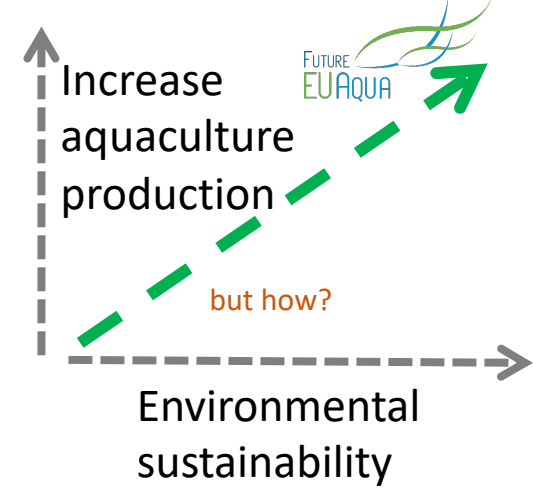 Increase
aquaculture
production
FUTURE
EUAQUA
but how?
Environmental
sustainability